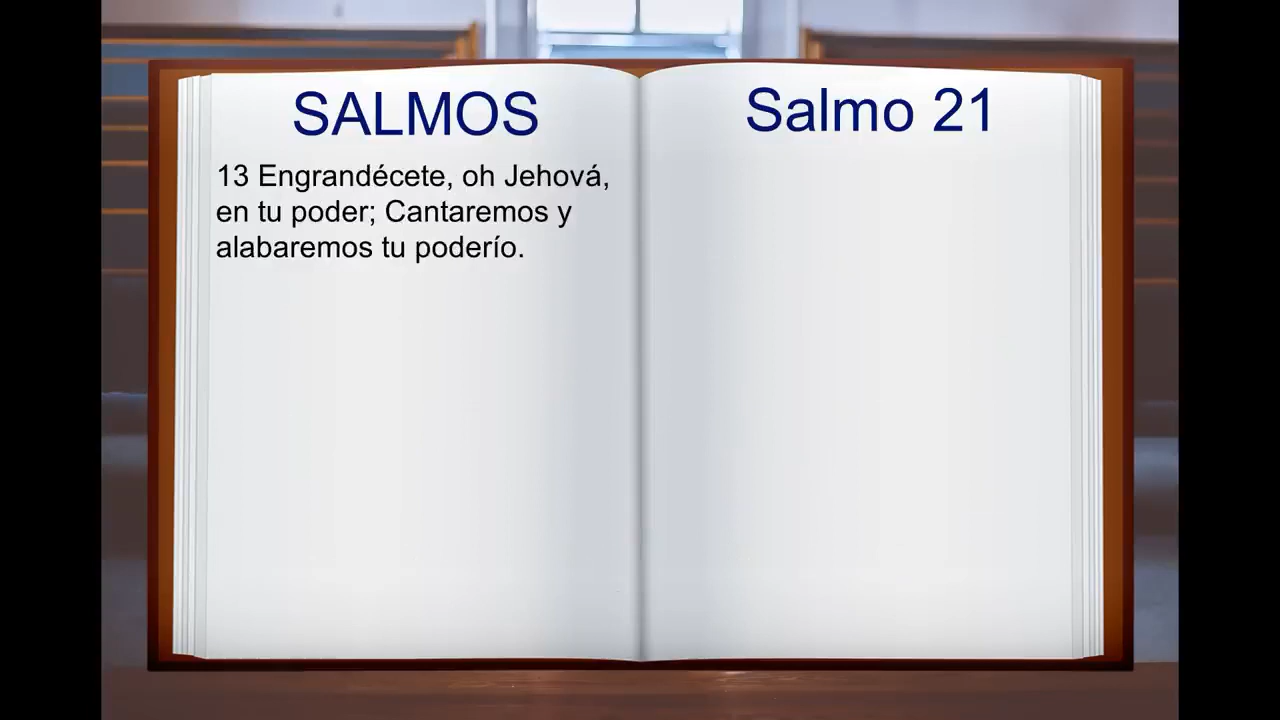 SALMOS
Salmo 21
13 Engrandécete, oh Jehová,
en tu poder; Cantaremos y
alabaremos tu poderío.